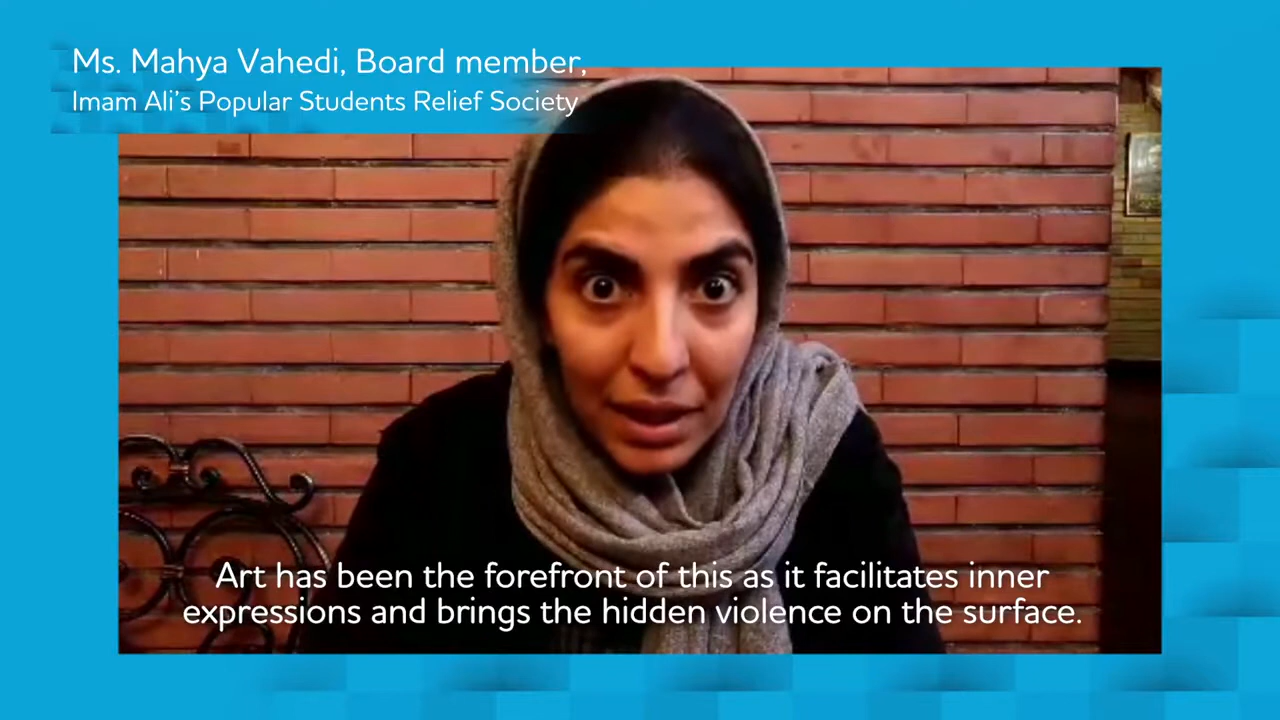 Ms. Mahya Vahedi, Board member,
Imam Ali's Popular Students Relief Society
Art has been the forefront of this as it facilitates inner
expressions and brings the hidden violence on the surface.